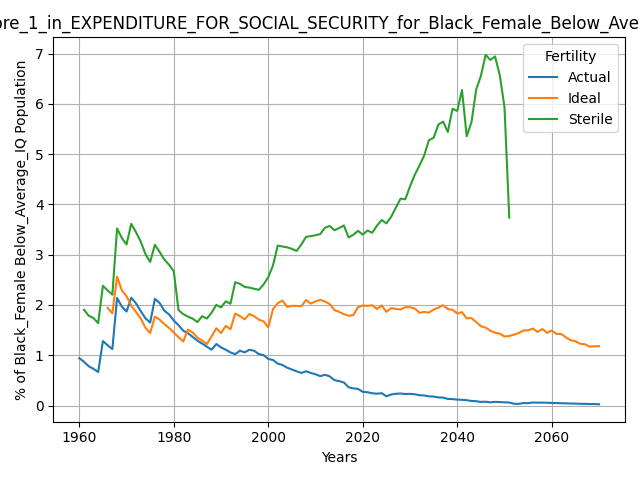 ore_1_in_EXPENDITURE_FOR_SOCIAL_SECURITY_for_Black_Female_Below_Ave
% of Black_Female Below_Average_IQ Population
7
6
5
4
3
2
1
0
Fertility
Actual
Ideal
Sterile
1960 1980 2000 2020 2040 2060
Years